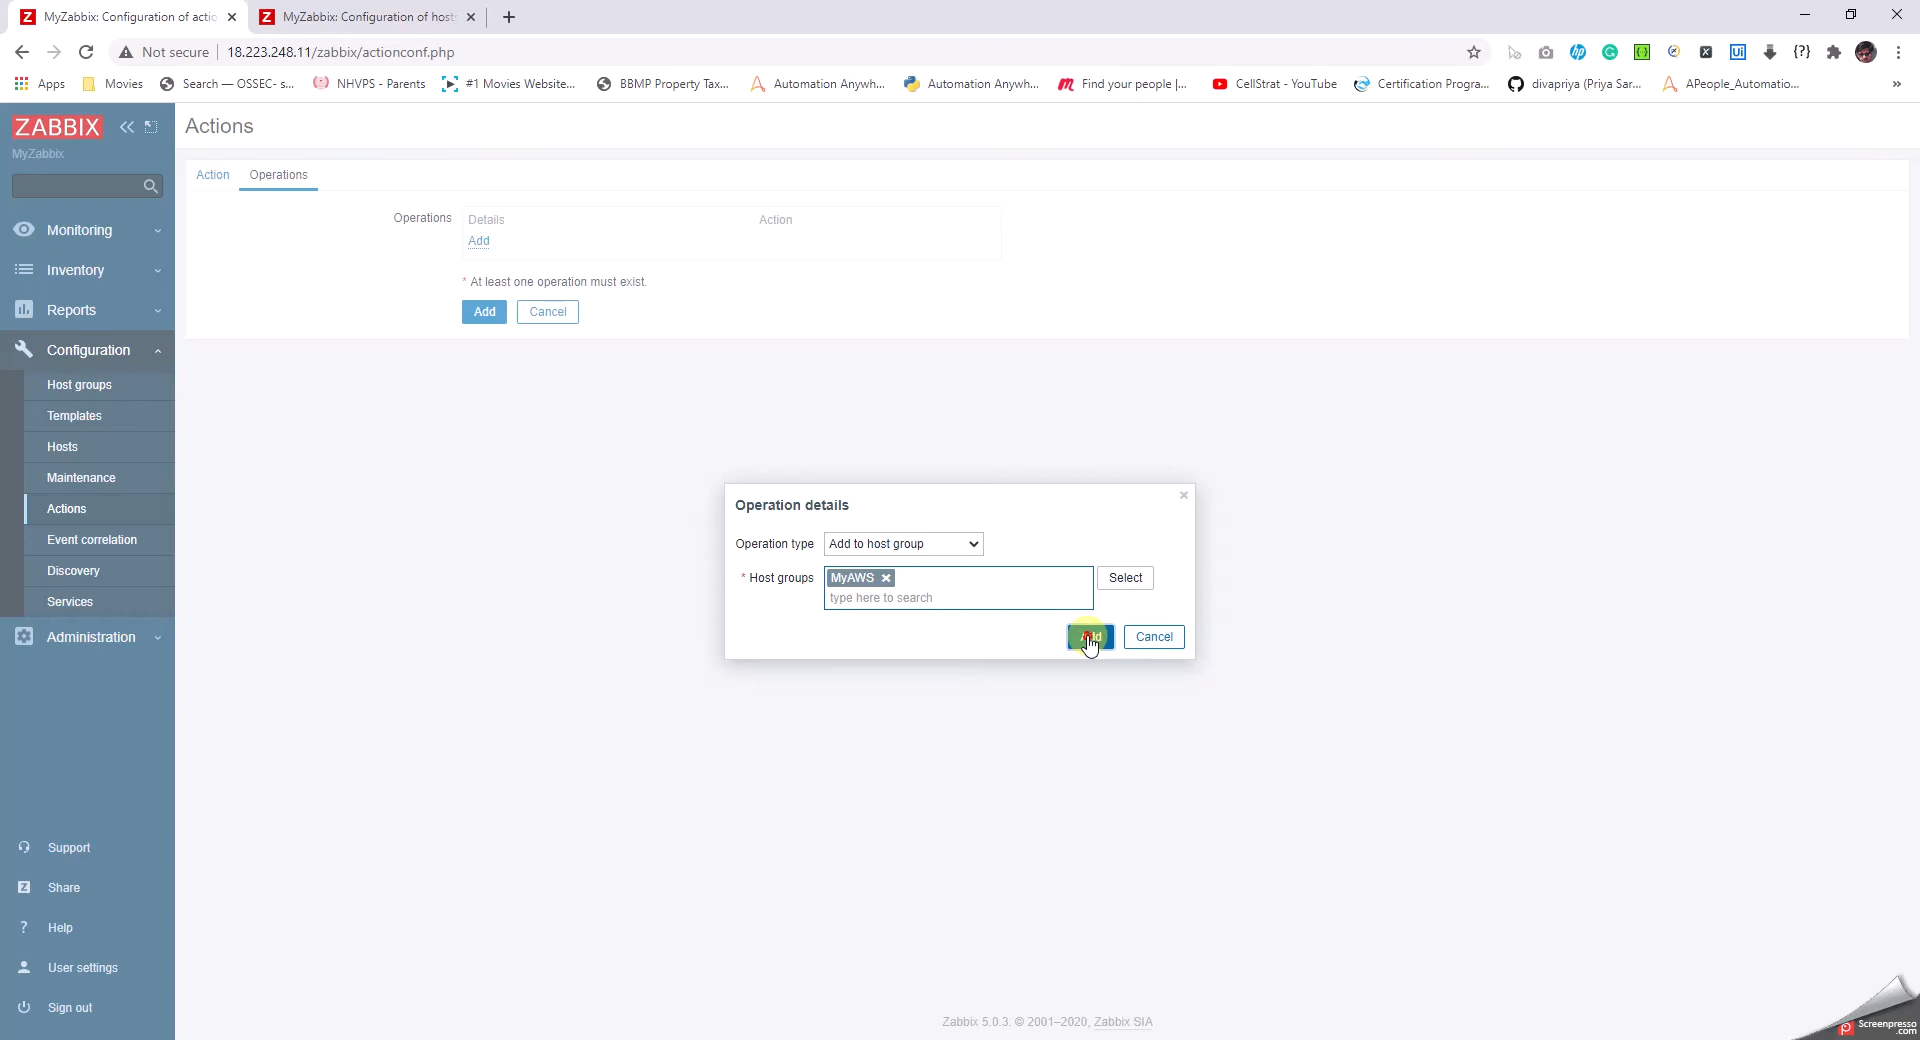 MyZabbix: Configuration of actio
MyZabbix: Configuration of hosts
Not secure
18.223.248.11/zabbix/actionconf.php
Apps
Movies
Search — OSSEC- s...
NHVPS - Parents
#1 Movies Website...
BBMP Property Tax...
Automation Anywh...
Automation Anywh...
Find your people |...
CellStrat - YouTube
Certification Progra...
divapriya (Priya Sar...
APeople_Automatio...
»
ZABBIX
MyZabbix
Monitoring
Inventory
Reports
Configuration
Host groups
Templates
Hosts
Maintenance
Actions
Event correlation
Discovery
Services
Administration
Support
Share
Help
User settings
Sign out
Actions
Action Operations
Operations Details Action
Add
* At least one operation must exist.
Add Cancel
Operation details
Operation type Add to host group
* Host groups MyAWS Select
type here to search
Add Cancel
Zabbix 5.0.3. © 2001–2020, Zabbix SIA
Screenpresso
.com